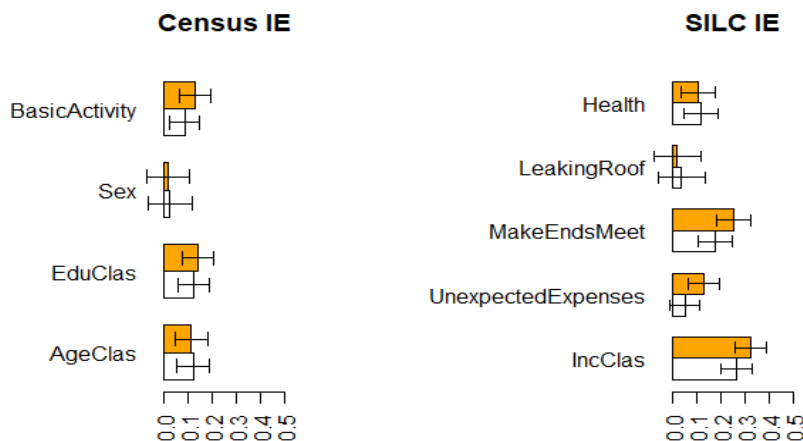 Census IE
BasicActivity
Sex
EduClas
AgeClas
0.0 0.1 0.2 0.3 0.4 0.5
SILC IE
Health
LeakingRoof
MakeEndsMeet
UnexpectedExpenses
IncClas
0.0 0.1 0.2 0.3 0.4 0.5